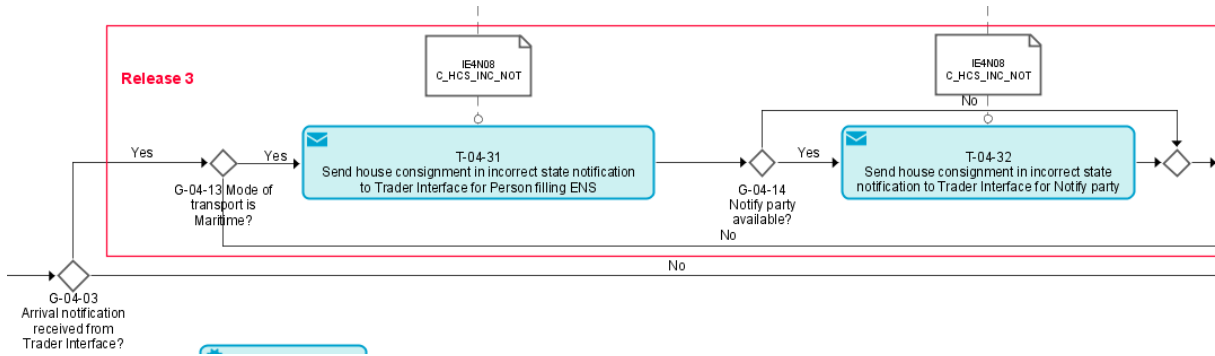 Release 3
IE4N08
C_HCS_INC_NOT
IE4N08
C_HCS_INC_NOT
No
Yes
Yes
T-04-31
Send house consignment in incorrect state notification
to Trader Interface for Person filling ENS
Yes
T-04-32
Send house consignment in incorrect state
notification to Trader Interface for Notify party
G-04-13 Mode of
transport is
Maritime?
G-04-14
Notify party
available?
No
No
G-04-03
Arrival notification
received from
Trader Interface?